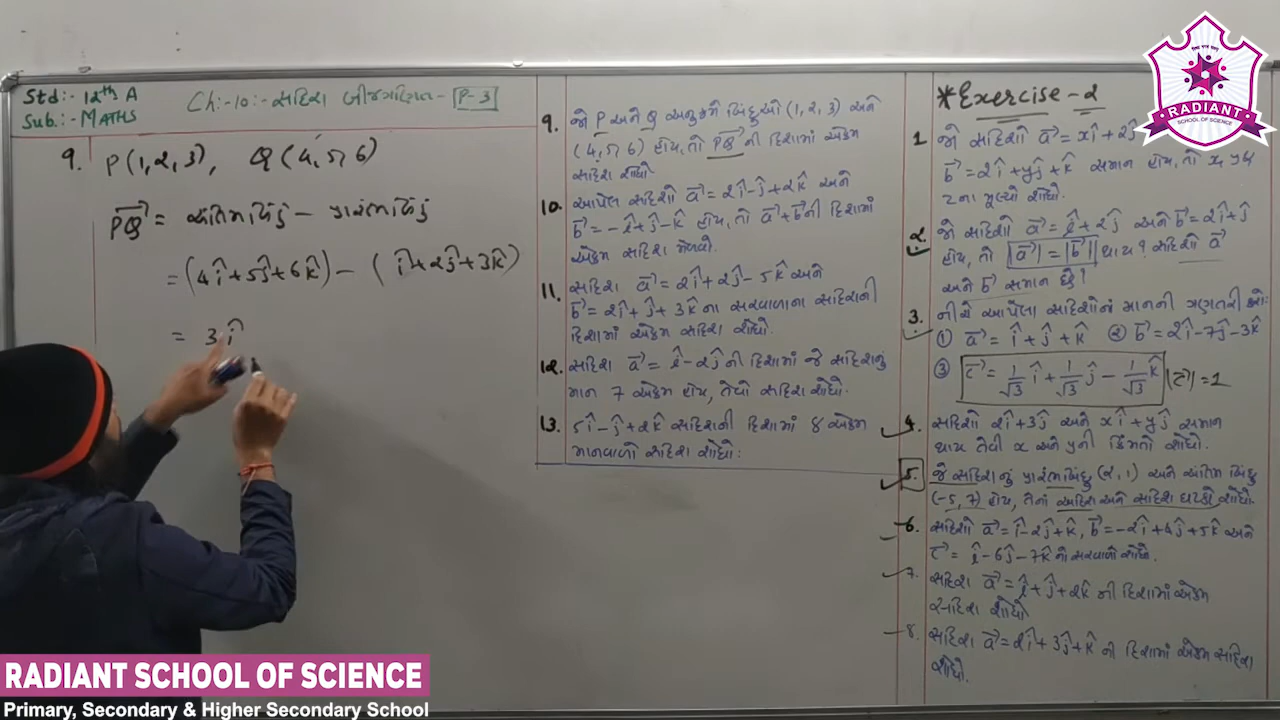 Std:- 12th A
Sub:- MATHS
Ch:-10:- સદિશ બીજગણિત - P-3
9. P(1,2,3), Q(4,5,6)
PQ⃗ = અંતિમબિંદુ - પ્રારંભબિંદુ
= (4î+5ĵ+6k̂) - (î+2ĵ+3k̂)
= 3î
9. જો P અને Q અનુક્રમે બિંદુઓ (1,2,3) અને
(4,5,6) હોય, તો PQ⃗ ની દિશામાં એકમ
સદિશ શોધો
10. આપેલ સદિશો a⃗ = 2î-ĵ+2k̂ અને
b⃗ = -î+ĵ-k̂ હોય, તો a⃗+b⃗ની દિશામાં
એકમ સદિશ મેળવો.
11. સદિશ a⃗ = 2î+2ĵ-5k̂ અને
b⃗ = 2î+ĵ+3k̂ ના સરવાળાના સદિશની
દિશામાં એકમ સદિશ શોધો.
12. સદિશ a⃗ = î-2ĵ ની દિશામાં જે સદિશનું
માન 7 એકમ હોય, તેવો સદિશ શોધો.
13. 5î-ĵ+2k̂ સદિશની દિશામાં 8 એકમ
માનવાળો સદિશ શોધો:
*Exercise-2
1 જો સદિશો a⃗ = xî+2ĵ
b⃗ = 2î+yĵ+k̂ સમાન હોય, તો x, y અને
zના મૂલ્યો શોધો.
2. જો સદિશો a⃗ = î+2ĵ અને b⃗ = 2î+ĵ
હોય, તો |a⃗| = |b⃗| થાય? સદિશો a⃗
અને b⃗ સમાન છે?
3. નીચે આપેલા સદિશોનાં માનની ગણતરી કરો:
① a⃗ = î+ĵ+k̂ ② b⃗ = 2î-7ĵ-3k̂
③ c⃗ = 1/√3 î + 1/√3 ĵ - 1/√3 k̂ |c⃗| = 1
4. સદિશો 2î+3ĵ અને xî+yĵ સમાન
થાય તેવી x અને yની કિંમતો શોધો.
5. જે સદિશનું પ્રારંભબિંદુ (2,1) અને અંતિમ બિંદુ
(-5,7) હોય, તેનાં અદિશ અને સદિશ ઘટકો શોધો.
6. સદિશો a⃗ = î-2ĵ+k̂, b⃗ = -2î+4ĵ+5k̂ અને
c⃗ = î-6ĵ-7k̂ નો સરવાળો શોધો.
7. સદિશ a⃗ = î+ĵ+2k̂ ની દિશામાં એકમ
સદિશ શોધો
8. સદિશ a⃗ = 2î+3ĵ+k̂ ની દિશામાં એકમ સદિશ
શોધો.
RADIANT
SCHOOL OF SCIENCE
RADIANT SCHOOL OF SCIENCE
Primary, Secondary & Higher Secondary School